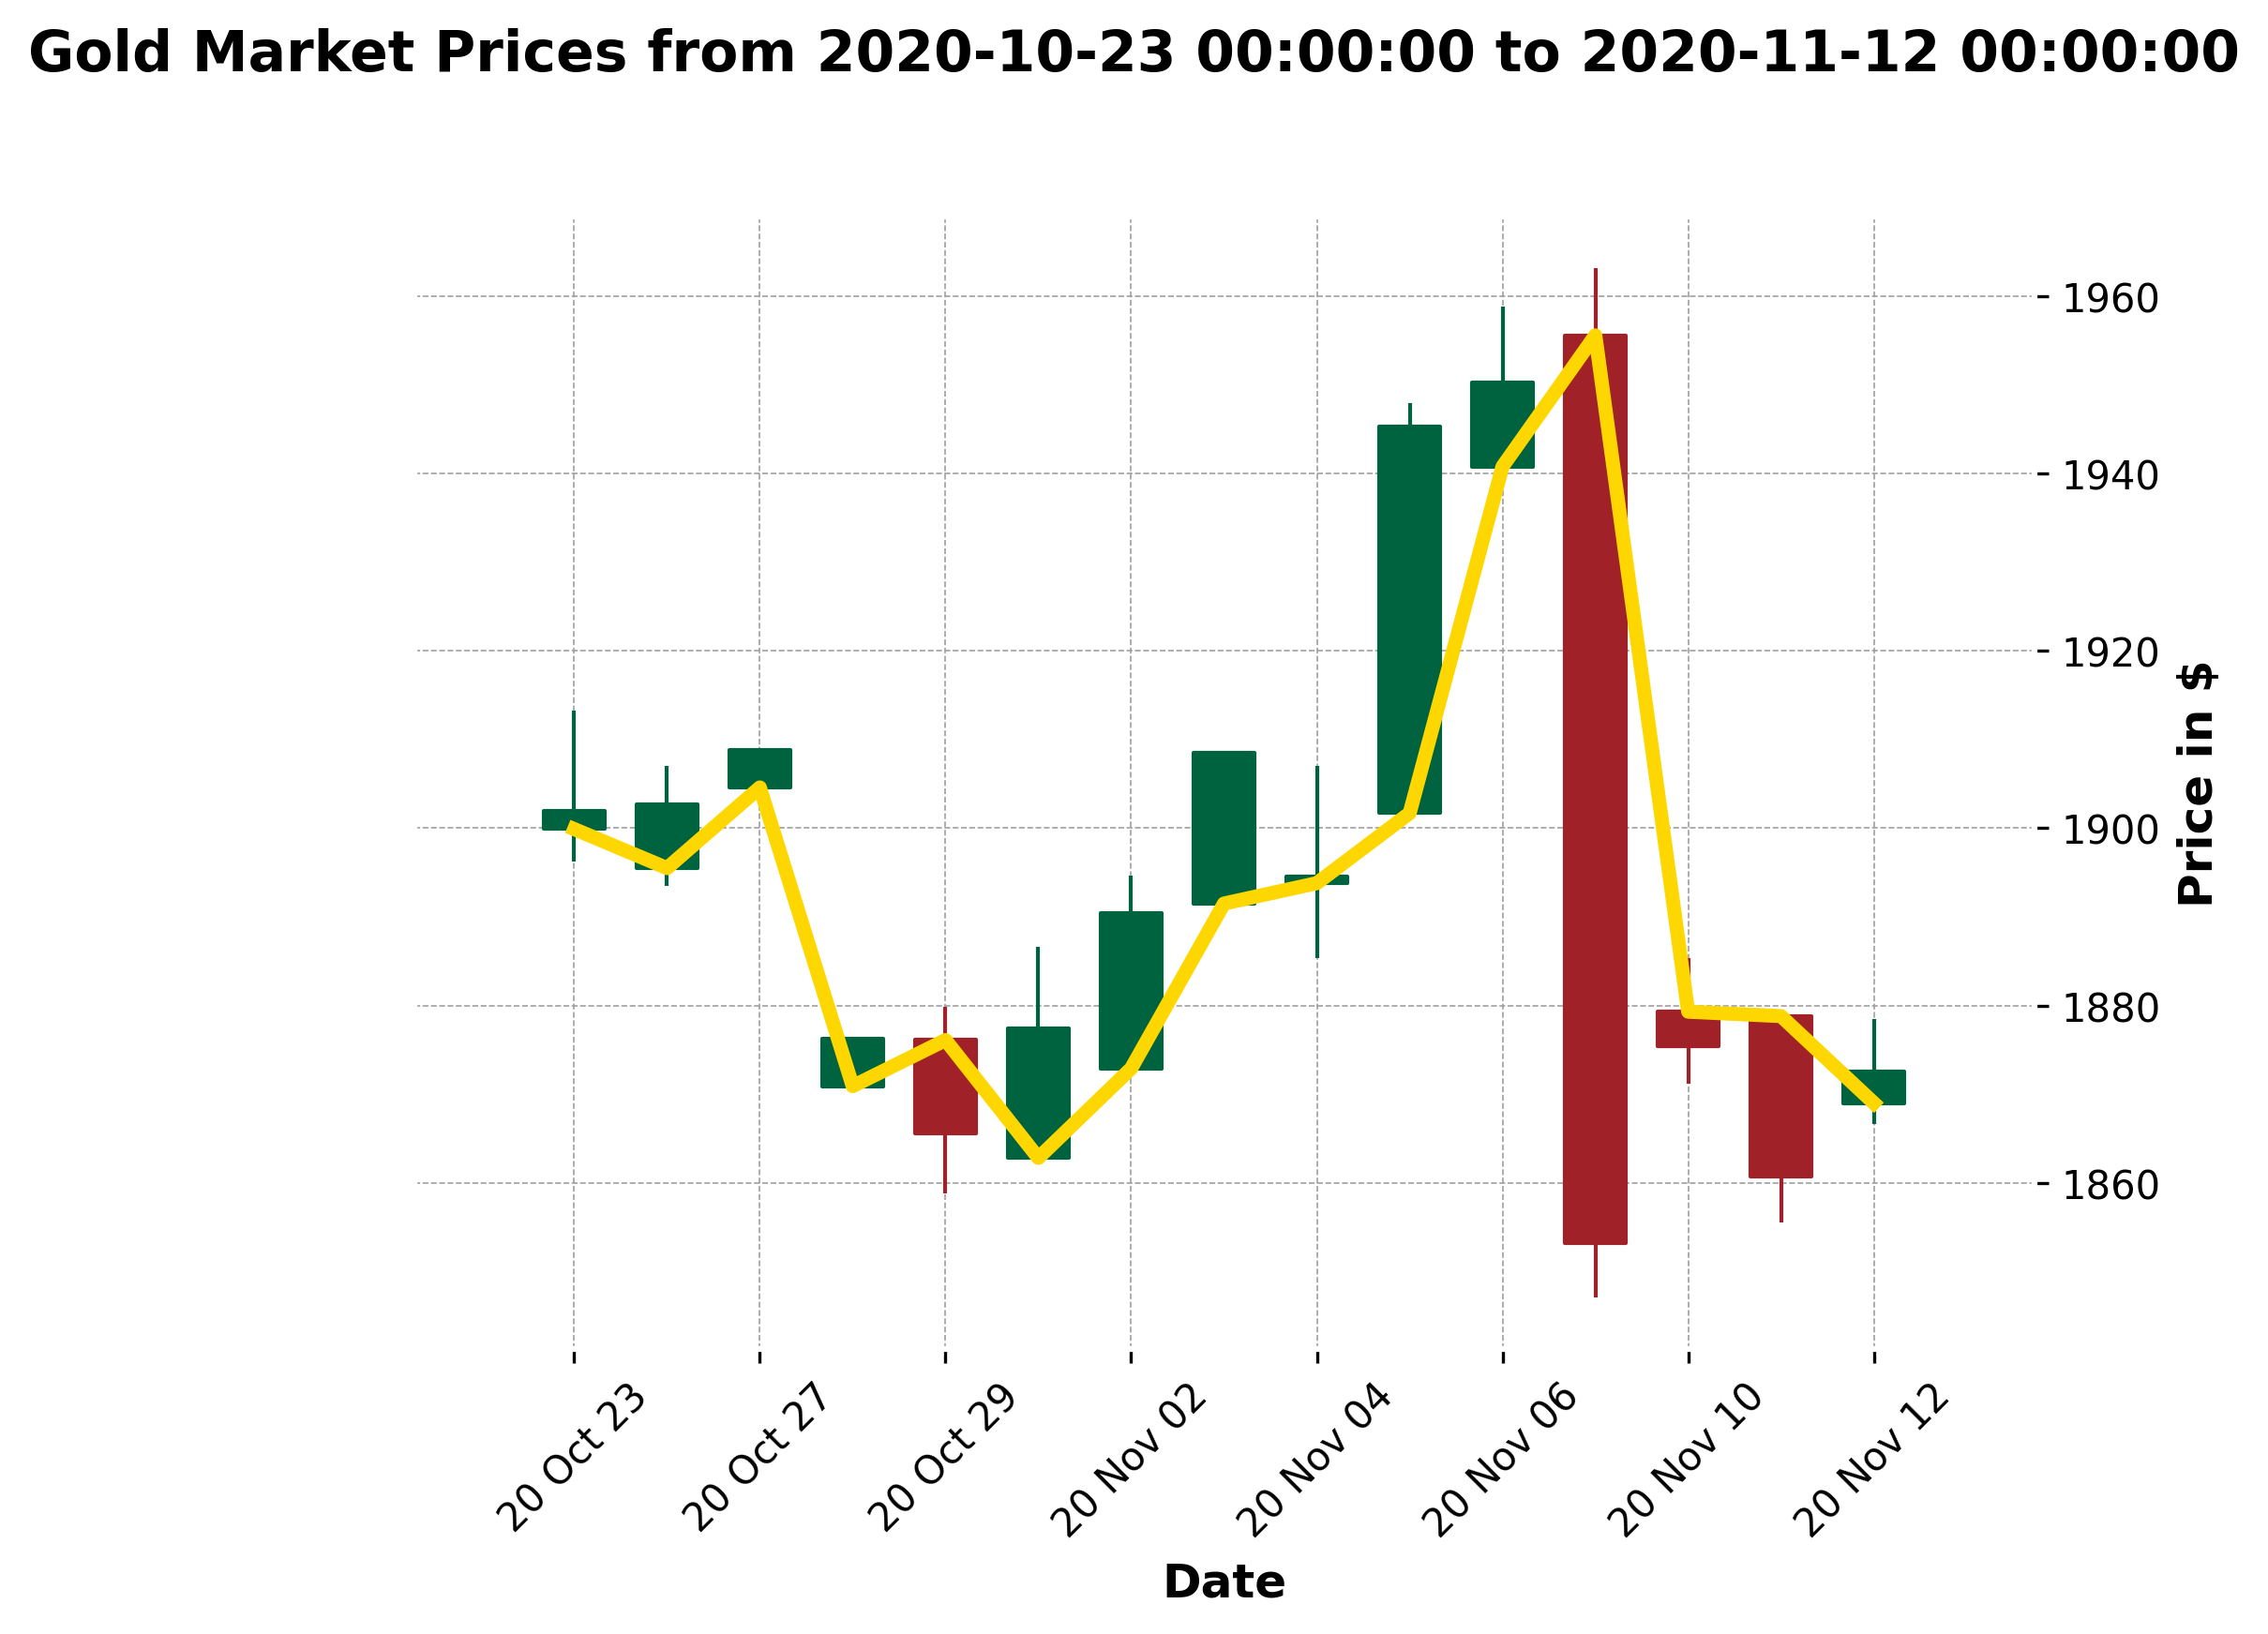 Gold Market Prices from 2020-10-23 00:00:00 to 2020-11-12 00:00:00
1960
1940
1920
1900
1880
1860
Price in $
20 Oct 23
20 Oct 27
20 Oct 29
20 Nov 02
20 Nov 04
20 Nov 06
20 Nov 10
20 Nov 12
Date